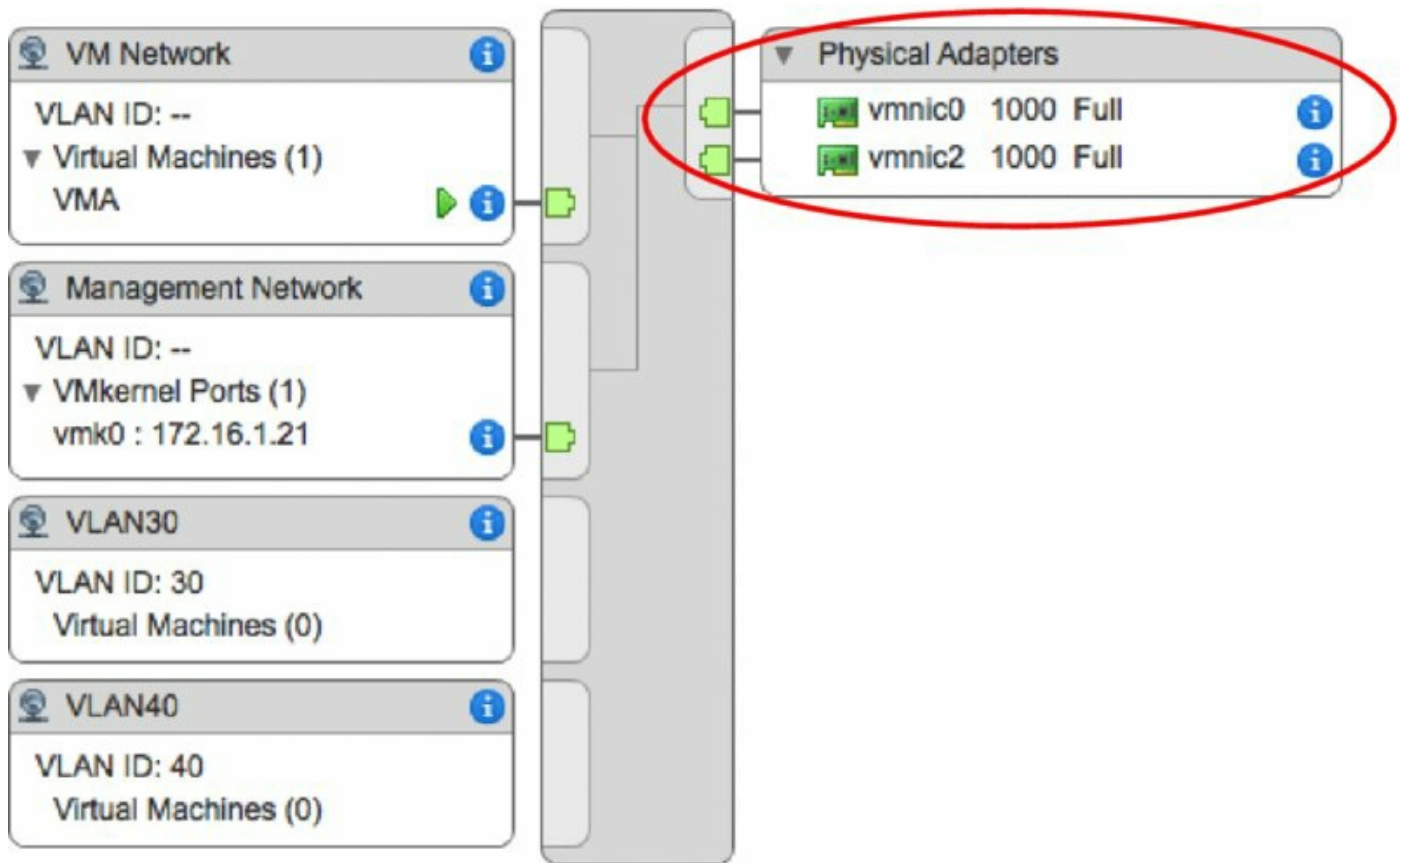 VM Network
VLAN ID: --
Virtual Machines (1)
VMA
Management Network
VLAN ID: --
VMkernel Ports (1)
vmk0 : 172.16.1.21
VLAN30
VLAN ID: 30
Virtual Machines (0)
VLAN40
VLAN ID: 40
Virtual Machines (0)
Physical Adapters
vmnic0 1000 Full
vmnic2 1000 Full